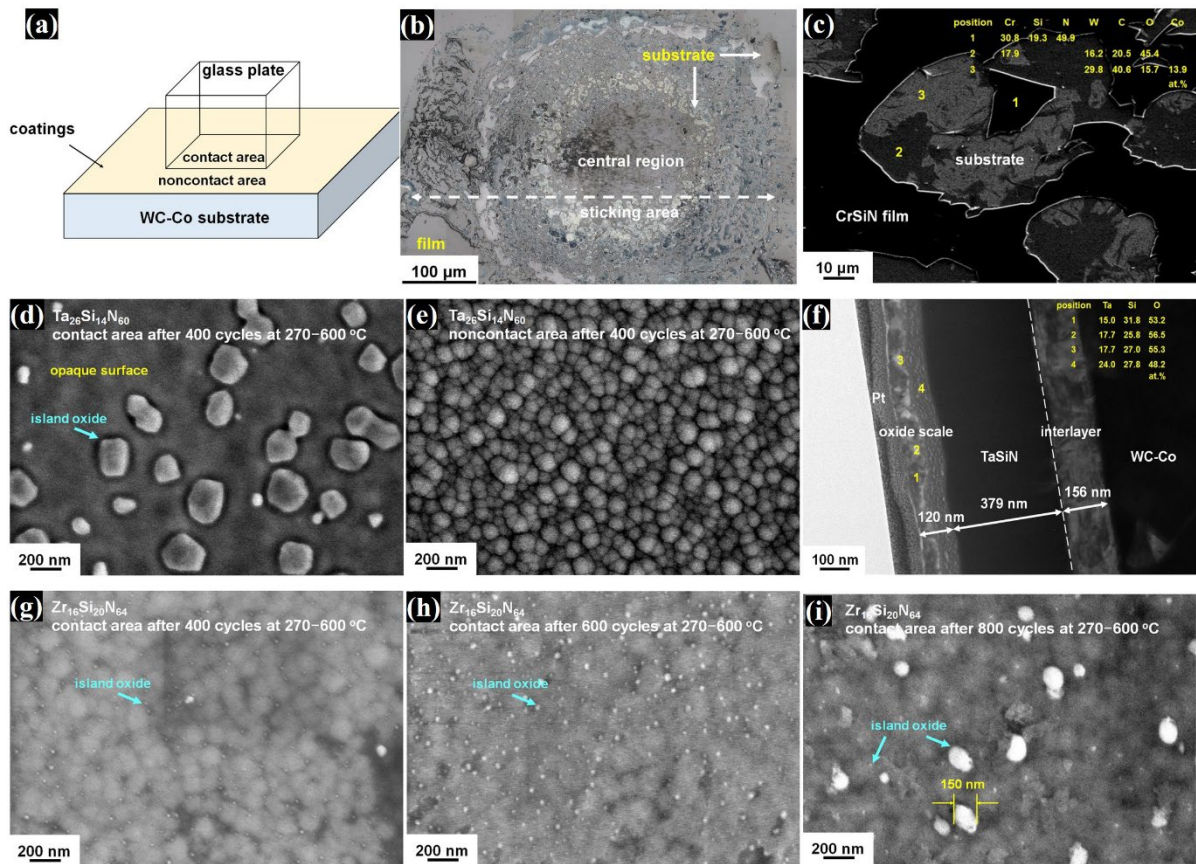 (a)
glass plate
coatings
contact area
noncontact area
WC-Co substrate
(b)
substrate
central region
sticking area
film
100 μm
(c)
position Cr Si N W C O Co
1 30.8 19.3 49.9
2 17.9 16.2 20.5 45.4
3 29.8 40.6 15.7 13.9
at.%
3
1
2
substrate
CrSiN film
10 μm
(d)
Ta26Si14N60
contact area after 400 cycles at 270−600 °C
opaque surface
island oxide
200 nm
(e)
Ta26Si14N60
noncontact area after 400 cycles at 270−600 °C
200 nm
(f)
position Ta Si O
1 15.0 31.8 53.2
2 17.7 25.8 56.5
3 17.7 27.0 55.3
4 24.0 27.8 48.2
at.%
3
4
Pt
oxide scale
interlayer
2
TaSiN
WC-Co
1
120 nm
379 nm
156 nm
100 nm
(g)
Zr16Si20N64
contact area after 400 cycles at 270−600 °C
island oxide
200 nm
(h)
Zr16Si20N64
contact area after 600 cycles at 270−600 °C
island oxide
200 nm
(i)
Zr16Si20N64
contact area after 800 cycles at 270−600 °C
island oxide
150 nm
200 nm